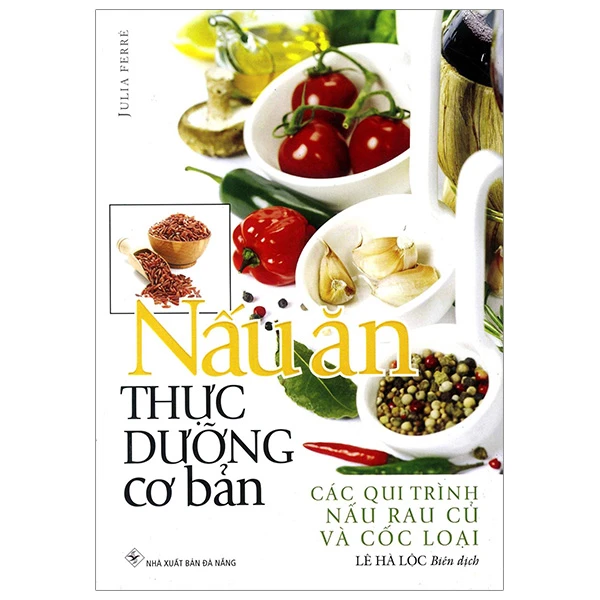 JULIA FERRÉ
Nấu ăn
THỰC
DƯỠNG
cơ bản
CÁC QUI TRÌNH
NẤU RAU CỦ
VÀ CỐC LOẠI
LÊ HÀ LỘC Biên dịch
NHÀ XUẤT BẢN ĐÀ NẴNG